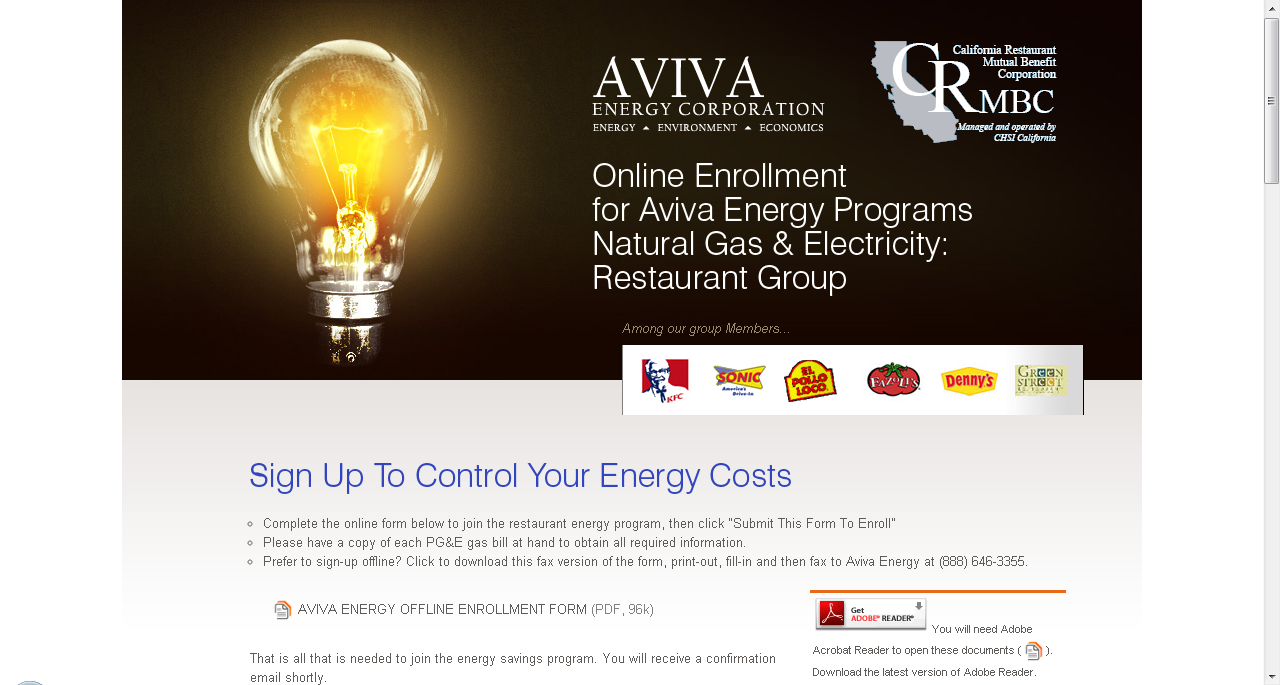 AVIVA
ENERGY CORPORATION
ENERGY ▲ ENVIRONMENT ▲ ECONOMICS
CRMBC
California Restaurant
Mutual Benefit
Corporation
Managed and operated by
CHSI California
Online Enrollment
for Aviva Energy Programs
Natural Gas & Electricity:
Restaurant Group
Among our group Members...
KFC
SONIC
America's
Drive-In
EL
POLLO
LOCO
FAZOLI'S
Denny's
GREEN
STREET
Sign Up To Control Your Energy Costs
Complete the online form below to join the restaurant energy program, then click "Submit This Form To Enroll"
Please have a copy of each PG&E gas bill at hand to obtain all required information.
Prefer to sign-up offline? Click to download this fax version of the form, print-out, fill-in and then fax to Aviva Energy at (888) 646-3355.
AVIVA ENERGY OFFLINE ENROLLMENT FORM (PDF, 96k)
That is all that is needed to join the energy savings program. You will receive a confirmation
email shortly.
Get
ADOBE® READER®
You will need Adobe
Acrobat Reader to open these documents ( ).
Download the latest version of Adobe Reader.